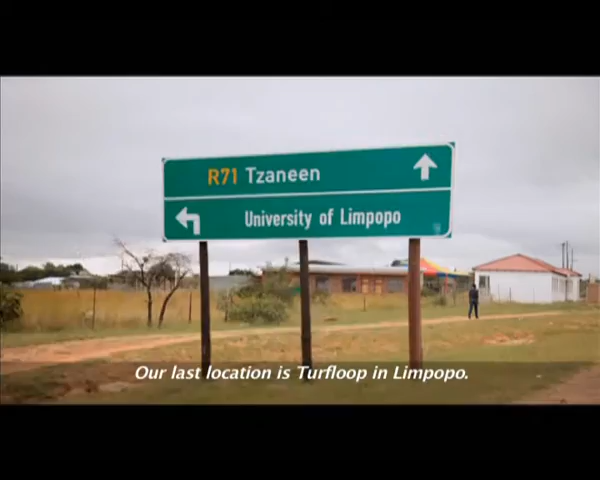 R71 Tzaneen
University of Limpopo
Our last location is Turfloop in Limpopo.